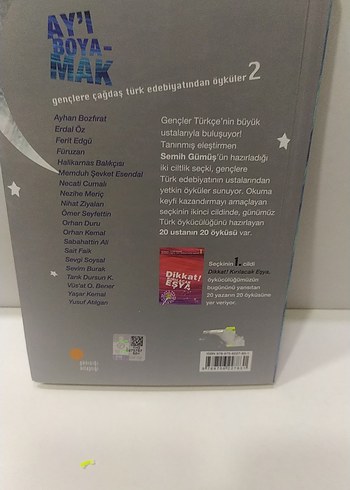 AY'I
BOYA-
MAK
gençlere çağdaş türk edebiyatından öyküler 2
Ayhan Bozfırat
Erdal Öz
Ferit Edgü
Füruzan
Halikarnas Balıkçısı
Memduh Şevket Esendal
Necati Cumalı
Nezihe Meriç
Nihat Ziyalan
Ömer Seyfettin
Orhan Duru
Orhan Kemal
Sabahattin Ali
Sait Faik
Sevgi Soysal
Sevim Burak
Tarık Dursun K.
Vüs'at O. Bener
Yaşar Kemal
Yusuf Atılgan
Gençler Türkçe'nin büyük
ustalarıyla buluşuyor!
Tanınmış eleştirmen
Semih Gümüş'ün hazırladığı
iki ciltlik seçki, gençlere
Türk edebiyatının ustalarından
yetkin öyküler sunuyor. Okuma
keyfi kazandırmayı amaçlayan
seçkinin ikinci cildinde, günümüz
Türk öykücülüğünü hazırlayan
20 ustanın 20 öyküsü var.
Dikkat!
EŞYA
Seçkinin 1. cildi
Dikkat! Kırılacak Eşya,
öykücülüğümüzün
bugününü yansıtan
20 yazarın 20 öyküsüne
yer veriyor.